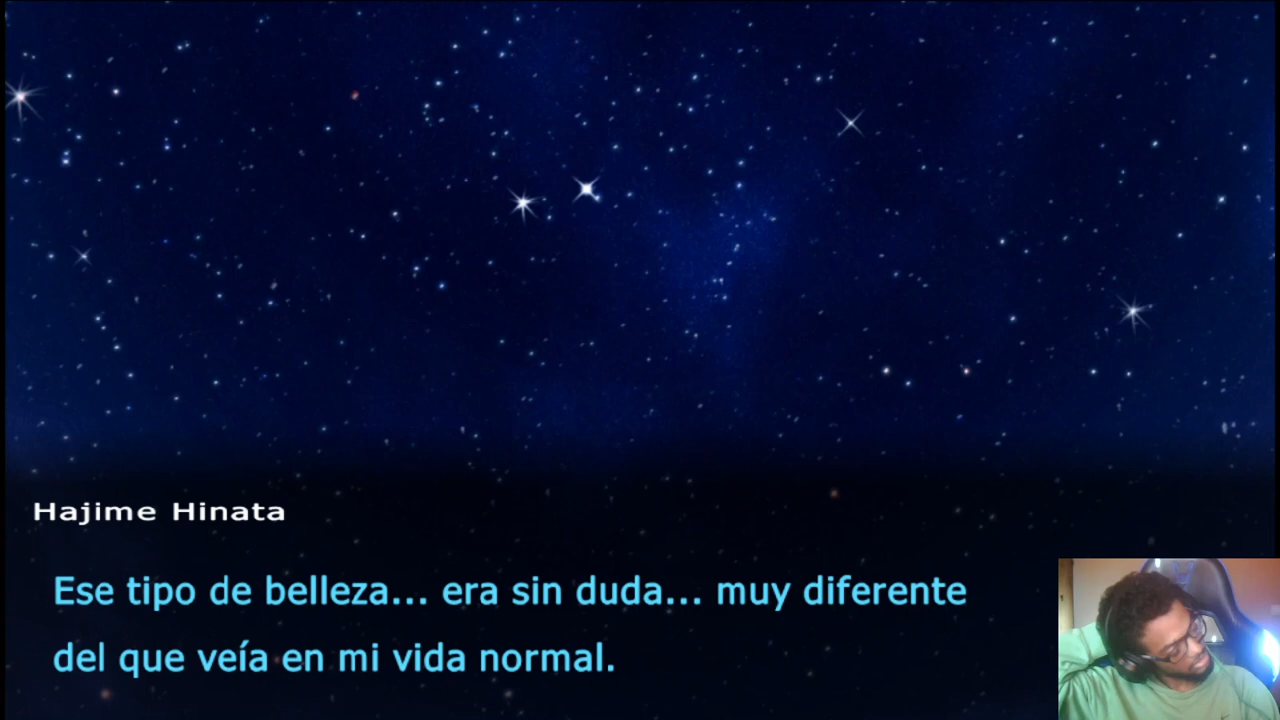 Hajime Hinata
Ese tipo de belleza... era sin duda... muy diferente
del que veía en mi vida normal.